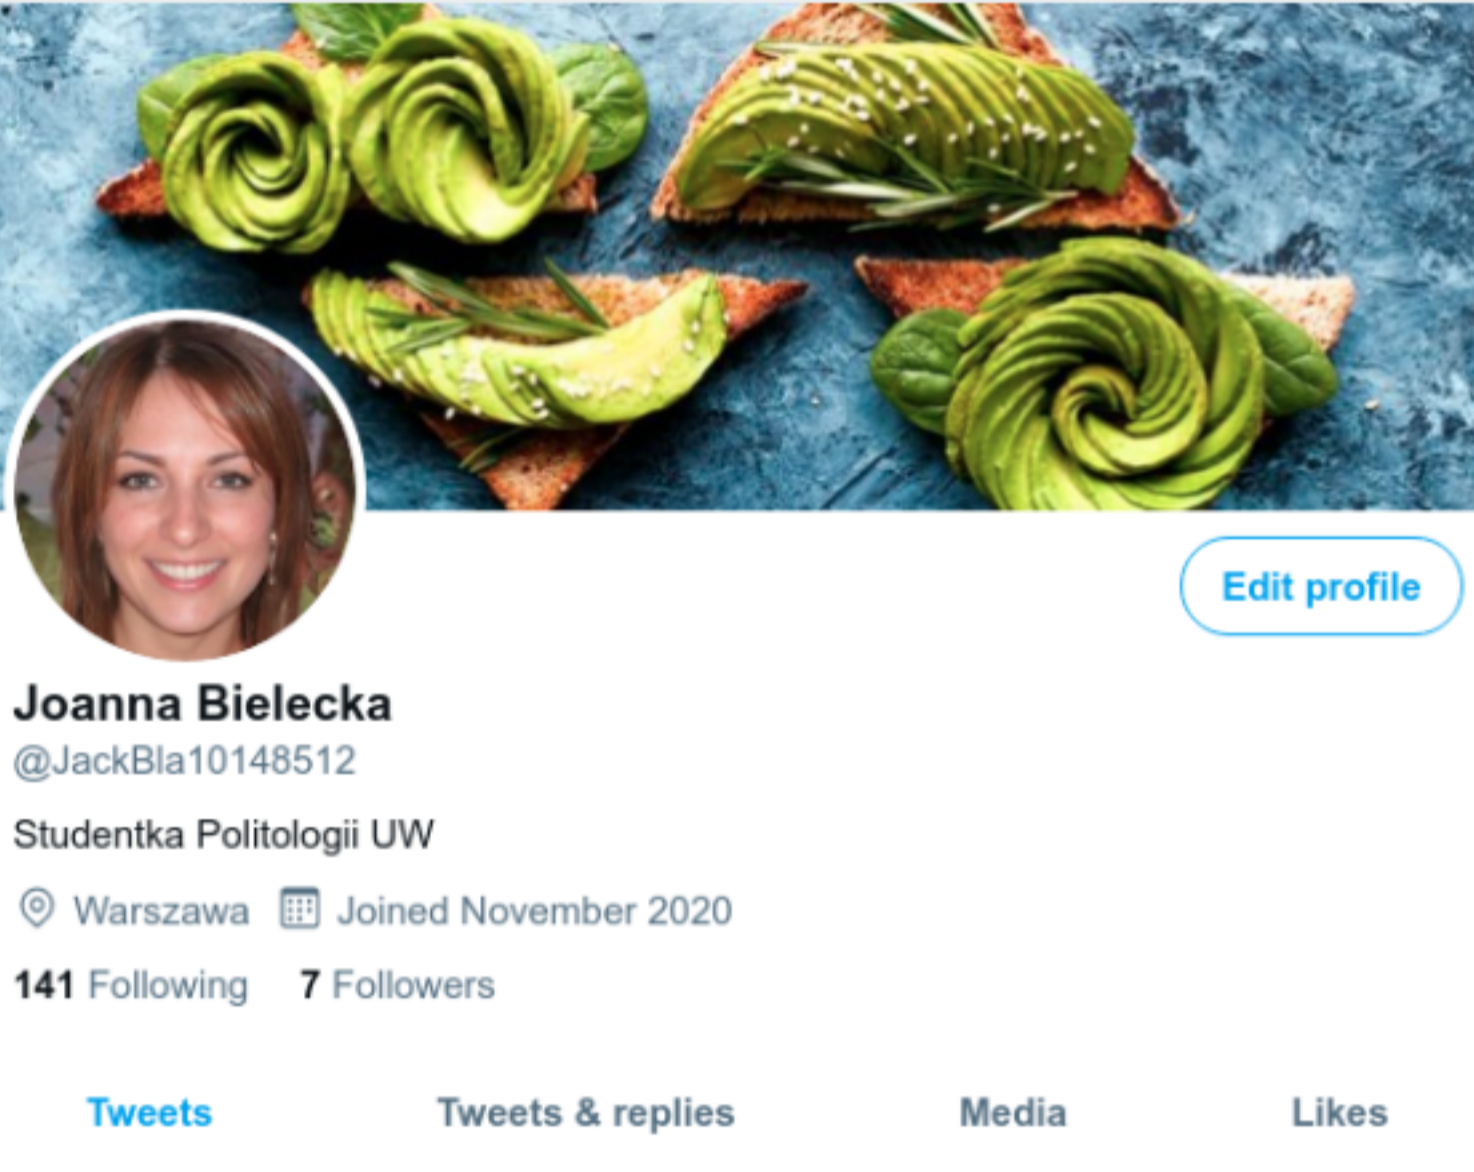 Edit profile
Joanna Bielecka
@JackBla10148512
Studentka Politologii UW
Warszawa Joined November 2020
141 Following 7 Followers
Tweets Tweets & replies Media Likes